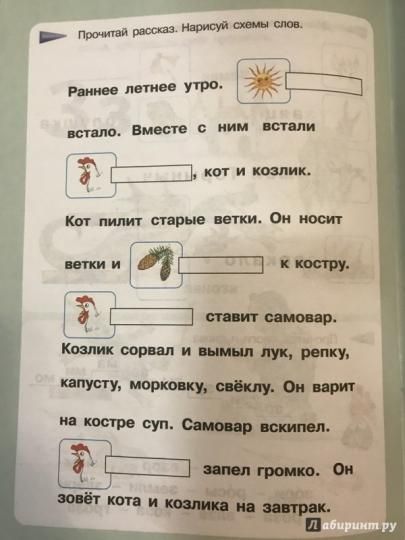 Прочитай рассказ. Нарисуй схемы слов.
Раннее летнее утро.
встало. Вместе с ним встали
, кот и козлик.
Кот пилит старые ветки. Он носит
ветки и к костру.
ставит самовар.
Козлик сорвал и вымыл лук, репку,
капусту, морковку, свёклу. Он варит
на костре суп. Самовар вскипел.
запел громко. Он
зовёт кота и козлика на завтрак.
Лабиринт.ру